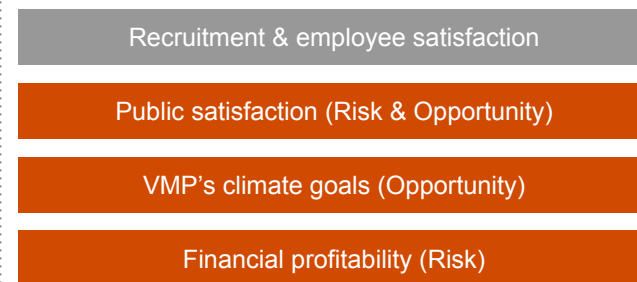 Recruitment & employee satisfaction
Public satisfaction (Risk & Opportunity)
VMP's climate goals (Opportunity)
Financial profitability (Risk)